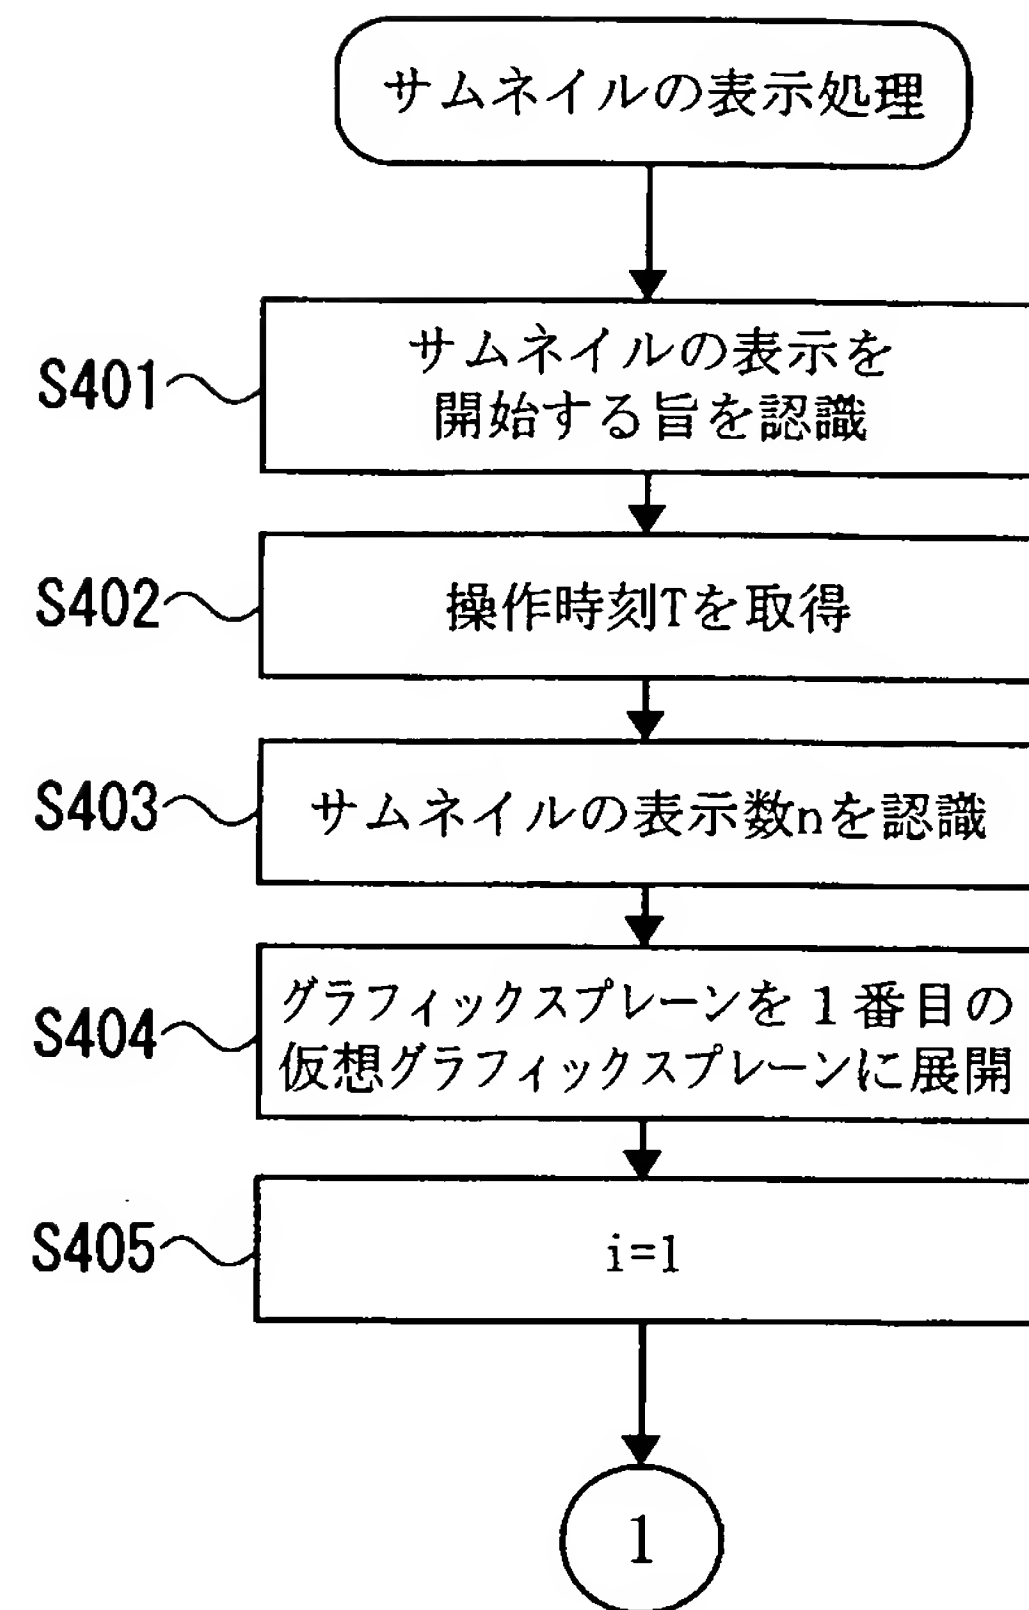 サムネイルの表示処理
S401
サムネイルの表示を
開始する旨を認識
S402
操作時刻Tを取得
S403
サムネイルの表示数nを認識
S404
グラフィックスプレーンを１番目の
仮想グラフィックスプレーンに展開
S405
i=1
1